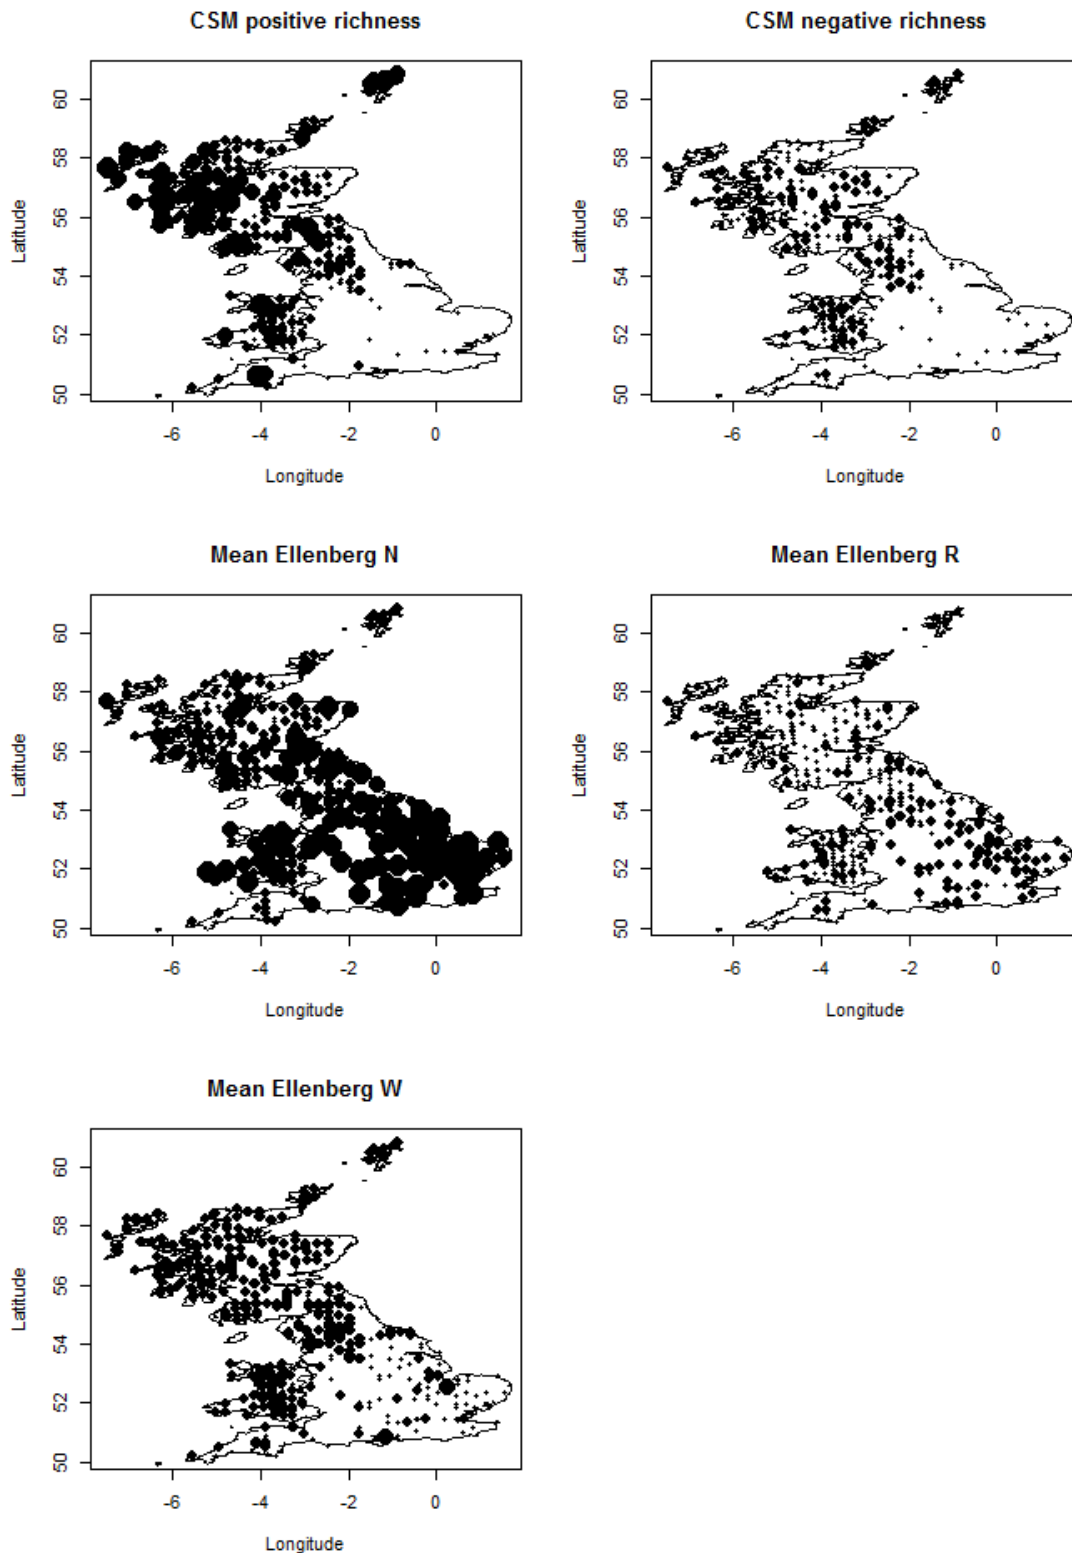 CSM positive richness
CSM negative richness
60
58
56
54
52
50
Latitude
-6 -4 -2 0
Longitude
60
58
56
54
52
50
Latitude
-6 -4 -2 0
Longitude
Mean Ellenberg N
Mean Ellenberg R
60
58
56
54
52
50
Latitude
-6 -4 -2 0
Longitude
60
58
56
54
52
50
Latitude
-6 -4 -2 0
Longitude
Mean Ellenberg W
60
58
56
54
52
50
Latitude
-6 -4 -2 0
Longitude